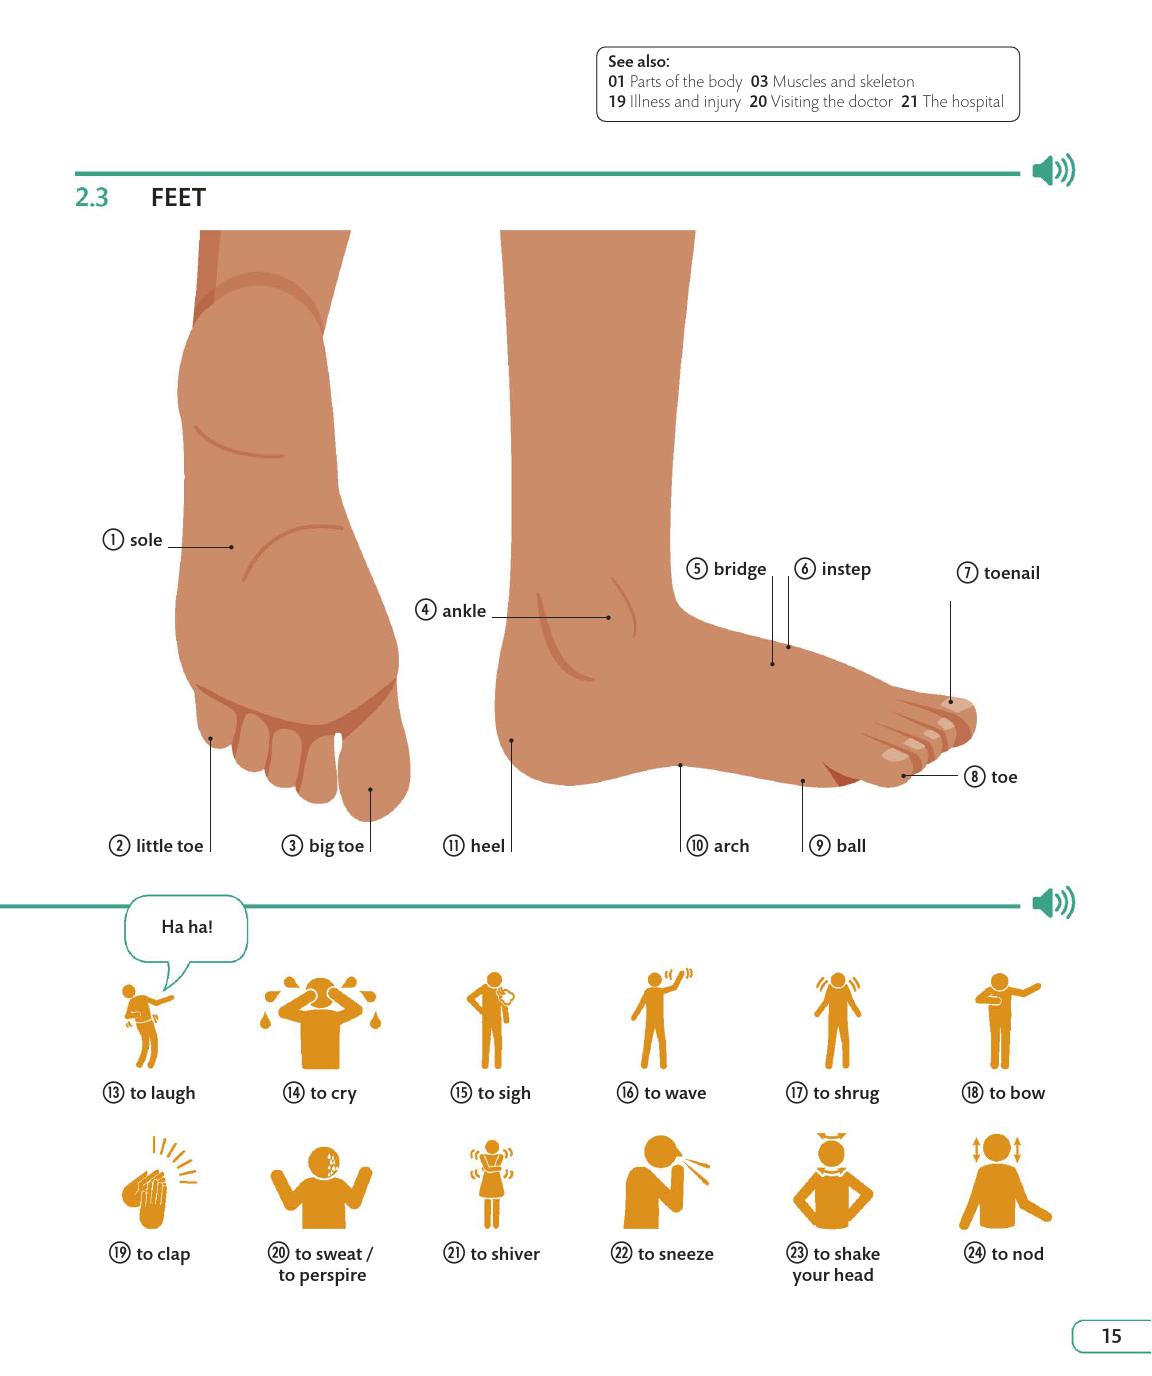 See also:
01 Parts of the body 03 Muscles and skeleton
19 Illness and injury 20 Visiting the doctor 21 The hospital
2.3 FEET
1 sole
4 ankle
5 bridge
6 instep
7 toenail
8 toe
2 little toe
3 big toe
11 heel
10 arch
9 ball
Ha ha!
13 to laugh
14 to cry
15 to sigh
16 to wave
17 to shrug
18 to bow
19 to clap
20 to sweat /
to perspire
21 to shiver
22 to sneeze
23 to shake
your head
24 to nod
15